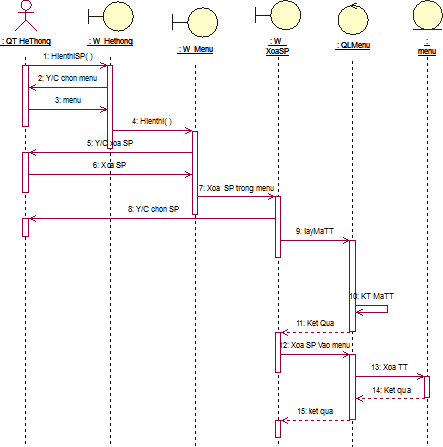 : QT HeThong
: W_Hethong
: W_Menu
: W_
XoaSP
: QLMenu
:
menu
1: HienthiSP( )
2: Y/C chon menu
3: menu
4: Hienthi( )
5: Y/C xoa SP
6: Xoa SP
7: Xoa SP trong menu
8: Y/C chon SP
9: layMaTT
10: KT MaTT
11: Ket Qua
12: Xoa SP Vao menu
13: Xoa TT
14: Ket qua
15: ket qua